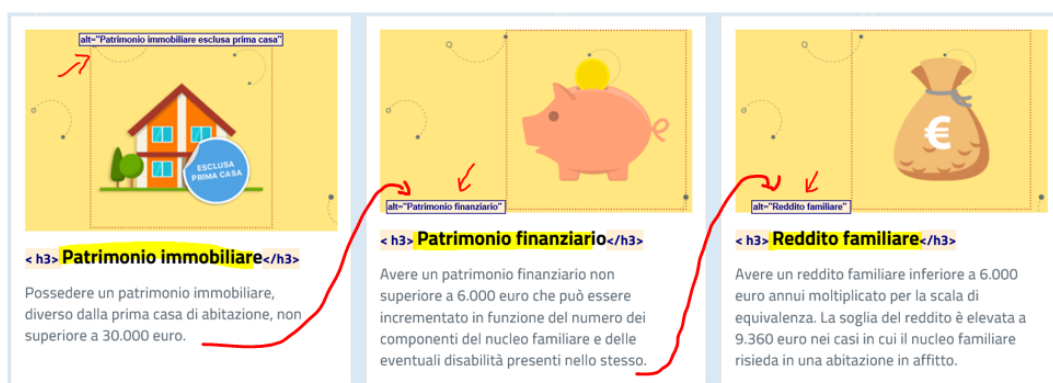 alt="Patrimonio immobiliare esclusa prima casa"
ESCLUSA
PRIMA CASA
< h3> Patrimonio immobiliare</h3>
Possedere un patrimonio immobiliare,
diverso dalla prima casa di abitazione, non
superiore a 30.000 euro.
alt="Patrimonio finanziario"
< h3> Patrimonio finanziario</h3>
Avere un patrimonio finanziario non
superiore a 6.000 euro che può essere
incrementato in funzione del numero dei
componenti del nucleo familiare e delle
eventuali disabilità presenti nello stesso.
€
alt="Reddito familiare"
< h3> Reddito familiare</h3>
Avere un reddito familiare inferiore a 6.000
euro annui moltiplicato per la scala di
equivalenza. La soglia del reddito è elevata a
9.360 euro nei casi in cui il nucleo familiare
risieda in una abitazione in affitto.